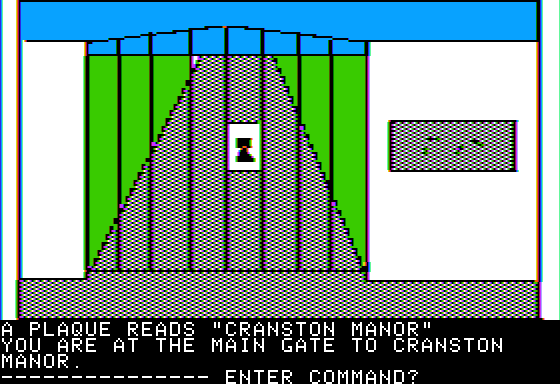 A PLAQUE READS "CRANSTON MANOR"
YOU ARE AT THE MAIN GATE TO CRANSTON
MANOR.
--------------- ENTER COMMAND?